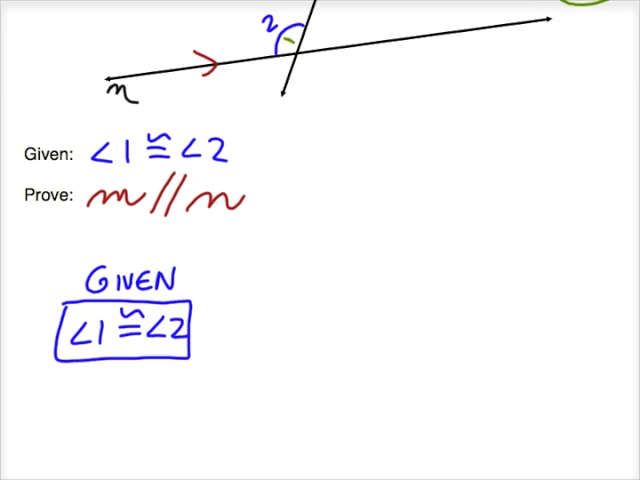 2
n
Given: ∠1 ≅ ∠2
Prove: m // n
GIVEN
∠1 ≅ ∠2